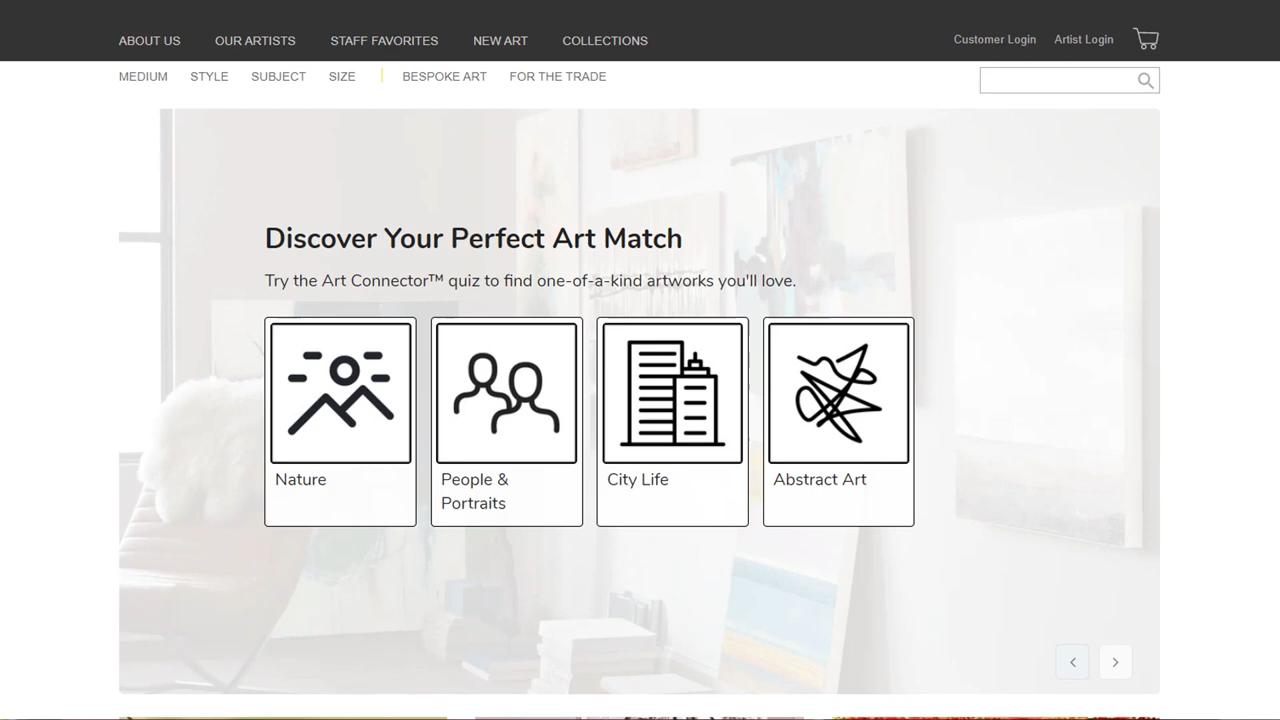 ABOUT US OUR ARTISTS STAFF FAVORITES NEW ART COLLECTIONS Customer Login Artist Login
MEDIUM STYLE SUBJECT SIZE BESPOKE ART FOR THE TRADE
Discover Your Perfect Art Match
Try the Art Connector™ quiz to find one-of-a-kind artworks you'll love.
Nature
People &
Portraits
City Life
Abstract Art